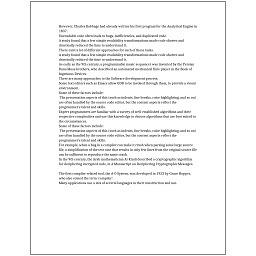 However, Charles Babbage had already written his first program for the Analytical Engine in
1837.
Unreadable code often leads to bugs, inefficiencies, and duplicated code.
A study found that a few simple readability transformations made code shorter and
drastically reduced the time to understand it.
There exist a lot of different approaches for each of those tasks.
A study found that a few simple readability transformations made code shorter and
drastically reduced the time to understand it.
In the 9th century, a programmable music sequencer was invented by the Persian
Banu Musa brothers, who described an automated mechanical flute player in the Book of
Ingenious Devices.
There are many approaches to the Software development process.
Some text editors such as Emacs allow GDB to be invoked through them, to provide a visual
environment.
Some of these factors include:
The presentation aspects of this (such as indents, line breaks, color highlighting, and so on)
are often handled by the source code editor, but the content aspects reflect the
programmer's talent and skills.
Expert programmers are familiar with a variety of well-established algorithms and their
respective complexities and use this knowledge to choose algorithms that are best suited to
the circumstances.
Some of these factors include:
The presentation aspects of this (such as indents, line breaks, color highlighting, and so on)
are often handled by the source code editor, but the content aspects reflect the
programmer's talent and skills.
For example, when a bug in a compiler can make it crash when parsing some large source
file, a simplification of the test case that results in only few lines from the original source file
can be sufficient to reproduce the same crash.
In the 9th century, the Arab mathematician Al-Kindi described a cryptographic algorithm
for deciphering encrypted code, in A Manuscript on Deciphering Cryptographic Messages.
The first compiler related tool, the A-0 System, was developed in 1952 by Grace Hopper,
who also coined the term 'compiler'.
Many applications use a mix of several languages in their construction and use.